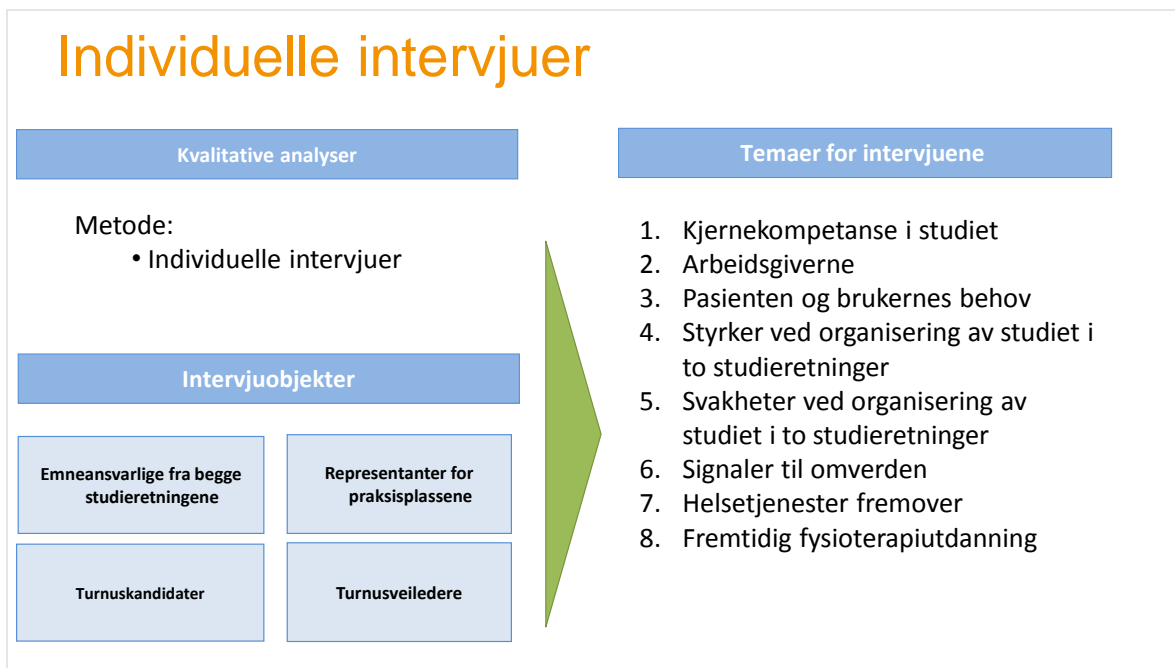 Individuelle intervjuer
Kvalitative analyser
Metode:
• Individuelle intervjuer
Intervjuobjekter
Emneansvarlige fra begge
studieretningene
Representanter for
praksisplassene
Turnuskandidater
Turnusveiledere
Temaer for intervjuene
1. Kjernekompetanse i studiet
2. Arbeidsgiverne
3. Pasienten og brukernes behov
4. Styrker ved organisering av studiet i
to studieretninger
5. Svakheter ved organisering av
studiet i to studieretninger
6. Signaler til omverden
7. Helsetjenester fremover
8. Fremtidig fysioterapiutdanning